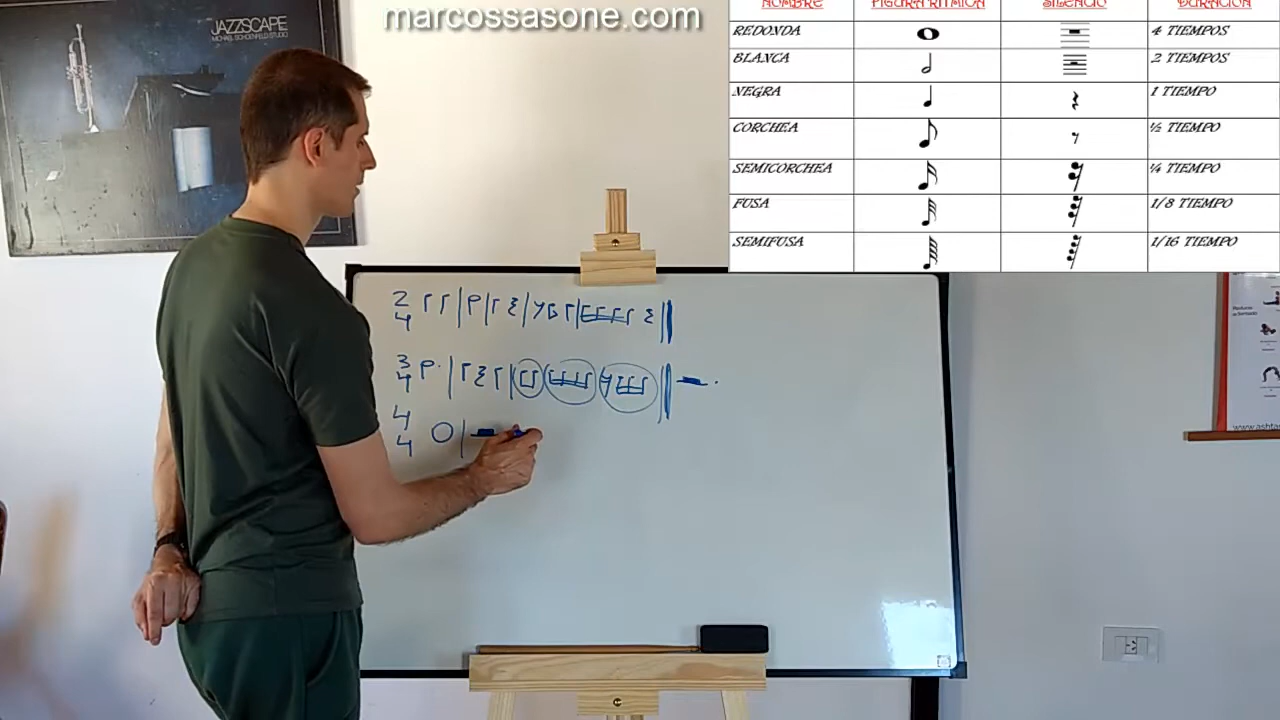 marcossasone.com
JAZZSCAPE
NOMBRE FIGURA RITMICA SILENCIO DURACION
REDONDA 4 TIEMPOS
BLANCA 2 TIEMPOS
NEGRA 1 TIEMPO
CORCHEA ½ TIEMPO
SEMICORCHEA ¼ TIEMPO
FUSA 1/8 TIEMPO
SEMIFUSA 1/16 TIEMPO
2
4
3
4
4
4
www.ashta